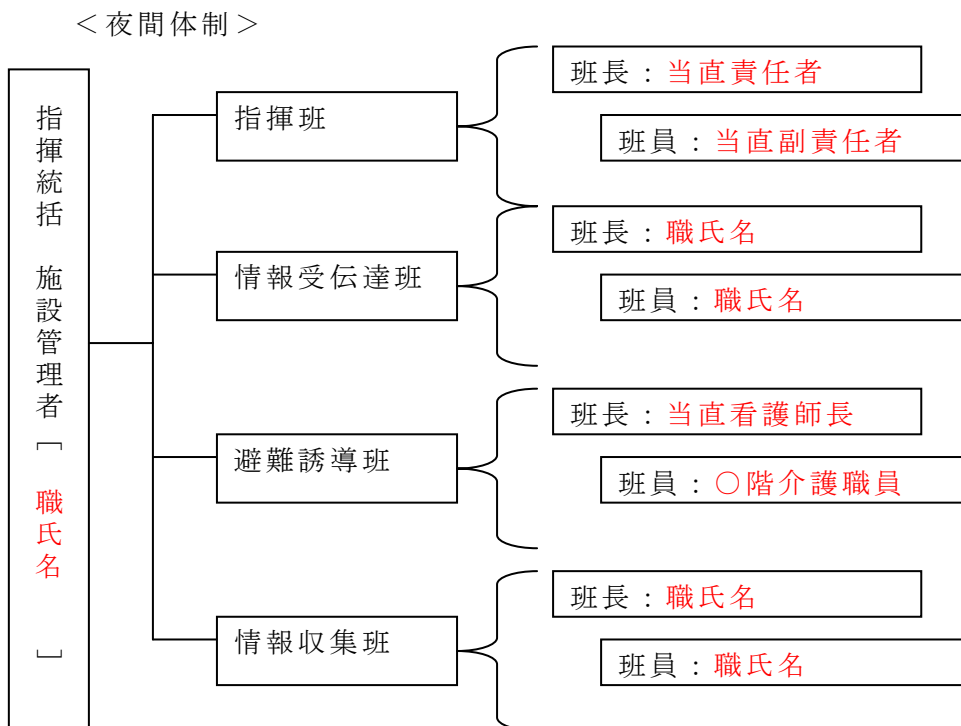 ＜夜間体制＞
指揮統括　施設管理者［　職氏名　］
指揮班
班長：当直責任者
班員：当直副責任者
情報受伝達班
班長：職氏名
班員：職氏名
避難誘導班
班長：当直看護師長
班員：〇階介護職員
情報収集班
班長：職氏名
班員：職氏名